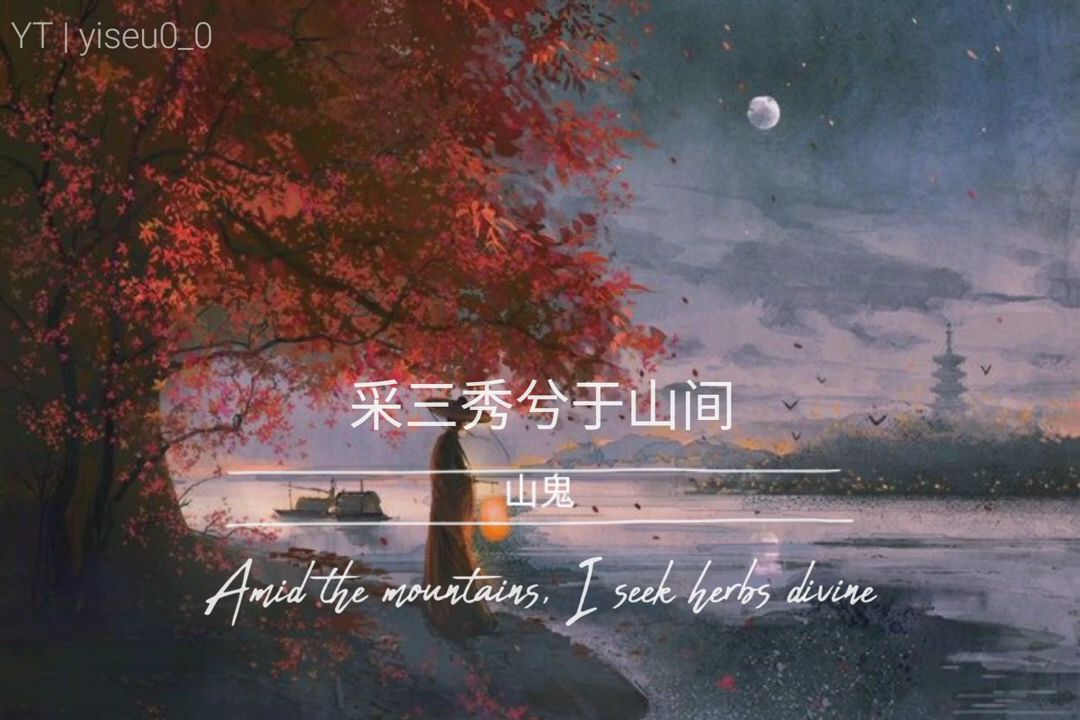 YT | yiseu0_0
采三秀兮于山间
山鬼
Amid the mountains, I seek herbs divine